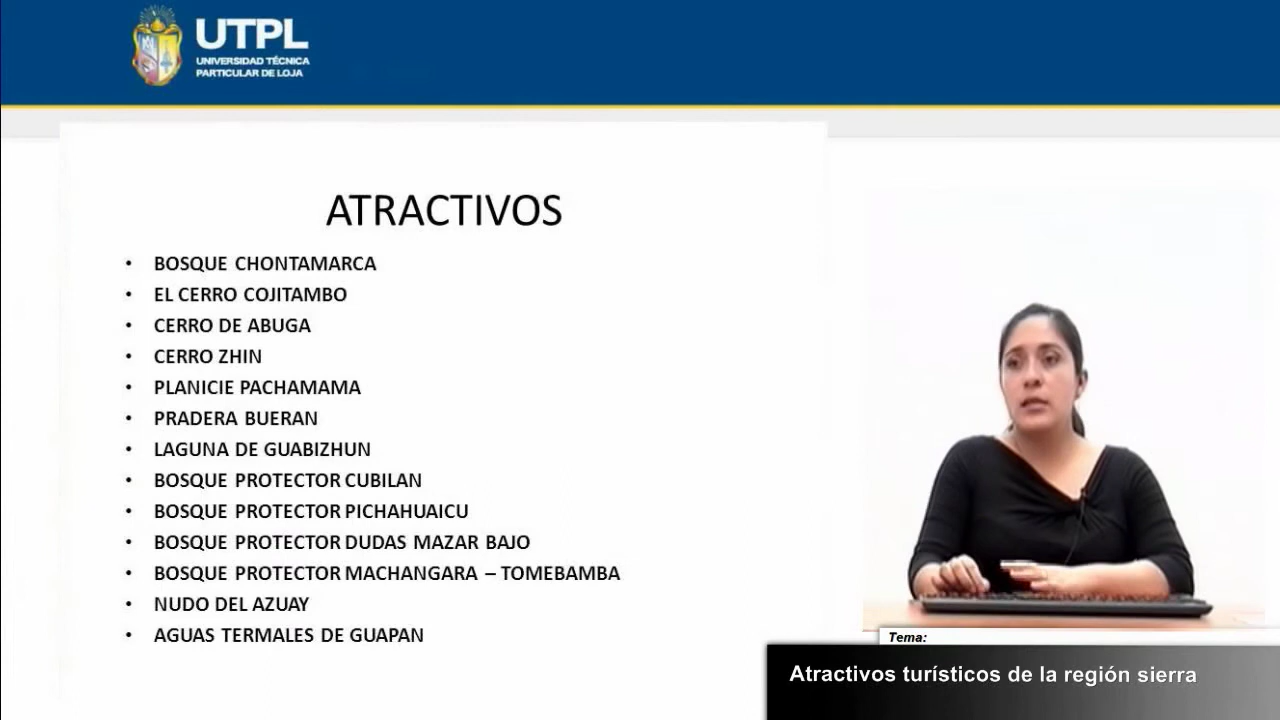 UTPL
UNIVERSIDAD TÉCNICA
PARTICULAR DE LOJA
ATRACTIVOS
• BOSQUE CHONTAMARCA
• EL CERRO COJITAMBO
• CERRO DE ABUGA
• CERRO ZHIN
• PLANICIE PACHAMAMA
• PRADERA BUERAN
• LAGUNA DE GUABIZHUN
• BOSQUE PROTECTOR CUBILAN
• BOSQUE PROTECTOR PICHAHUAICU
• BOSQUE PROTECTOR DUDAS MAZAR BAJO
• BOSQUE PROTECTOR MACHANGARA – TOMEBAMBA
• NUDO DEL AZUAY
• AGUAS TERMALES DE GUAPAN
Tema:
Atractivos turísticos de la región sierra